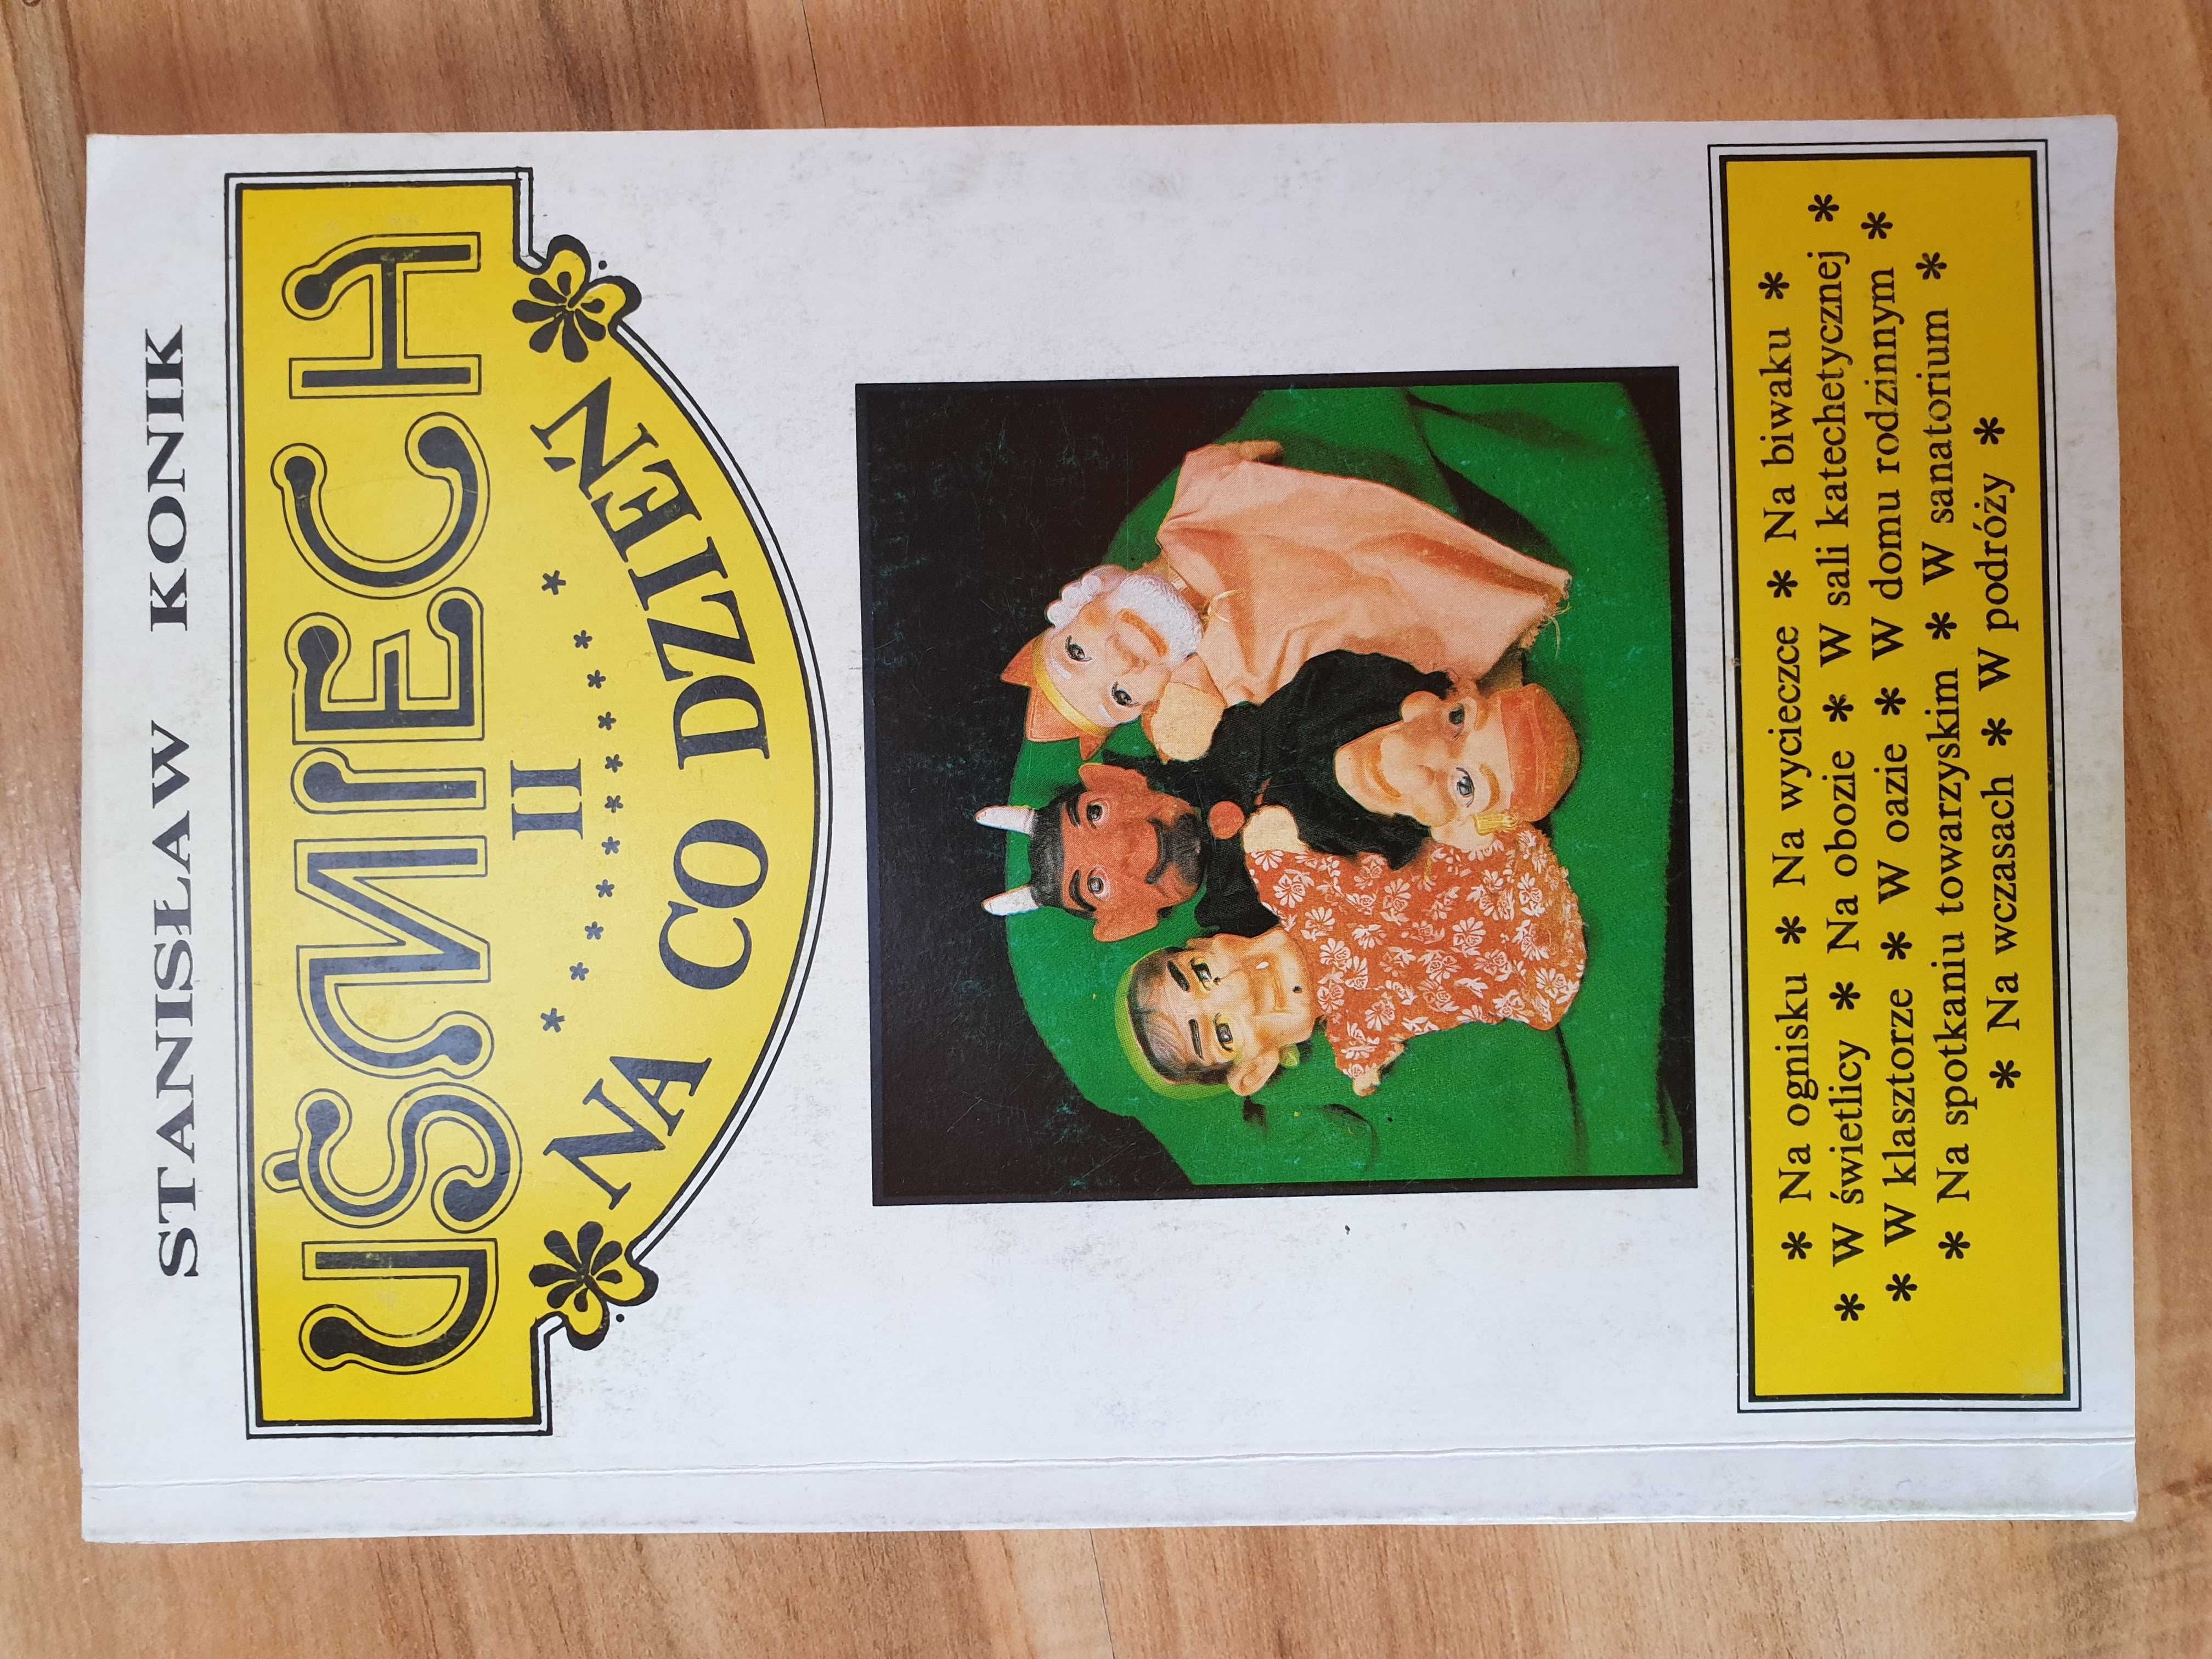 STANISŁAW KONIK
UŚMIECH
II
NA CO DZIEŃ
* Na ognisku * Na wycieczce * Na biwaku *
* W świetlicy * Na obozie * W sali katechetycznej *
* W klasztorze * W oazie * W domu rodzinnym *
* Na spotkaniu towarzyskim * W sanatorium *
* Na wczasach * W podróży *